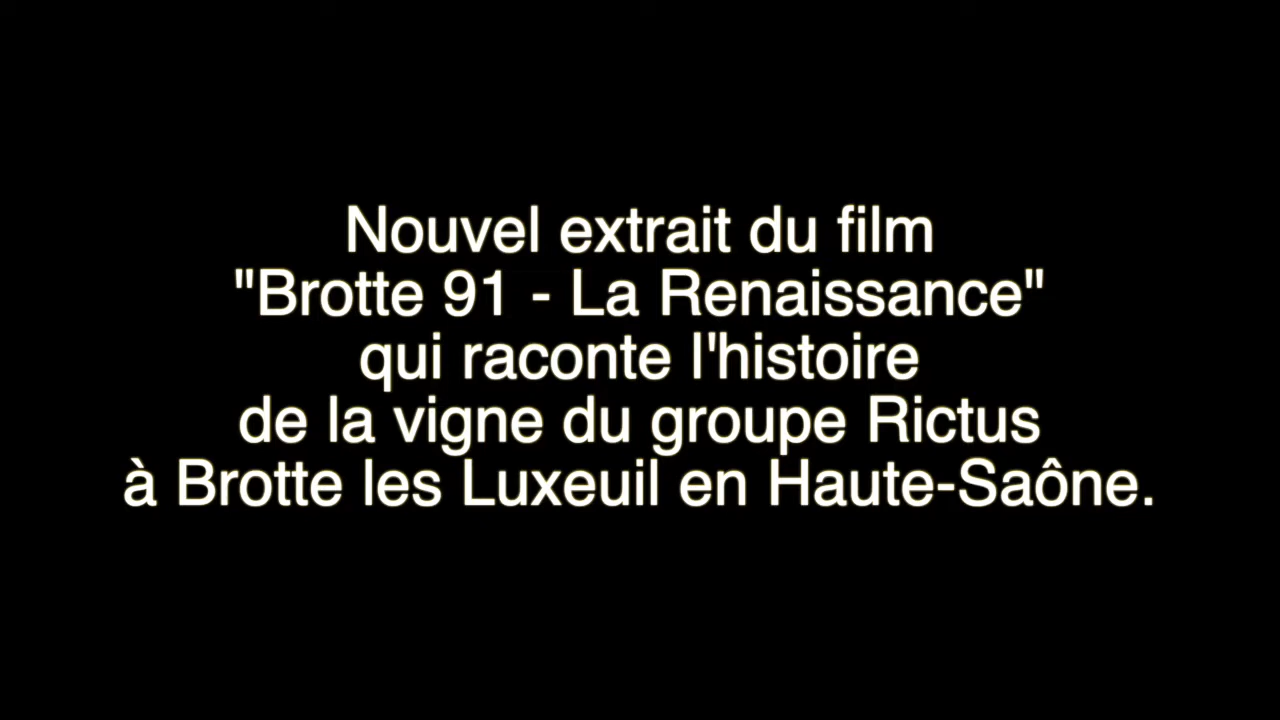 Nouvel extrait du film
"Brotte 91 - La Renaissance"
qui raconte l'histoire
de la vigne du groupe Rictus
à Brotte les Luxeuil en Haute-Saône.